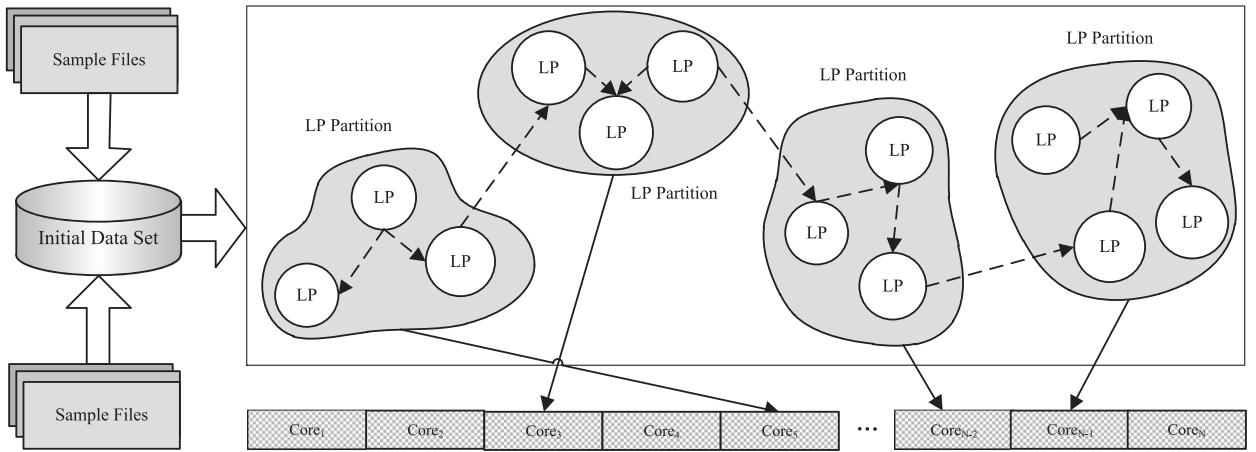 Sample Files
Initial Data Set
Sample Files
LP Partition
LP
LP
LP
LP
LP
LP
LP Partition
LP Partition
LP
LP
LP
LP Partition
LP
LP
LP
LP
Core1
Core2
Core3
Core4
Core5
...
CoreN-2
CoreN-1
CoreN